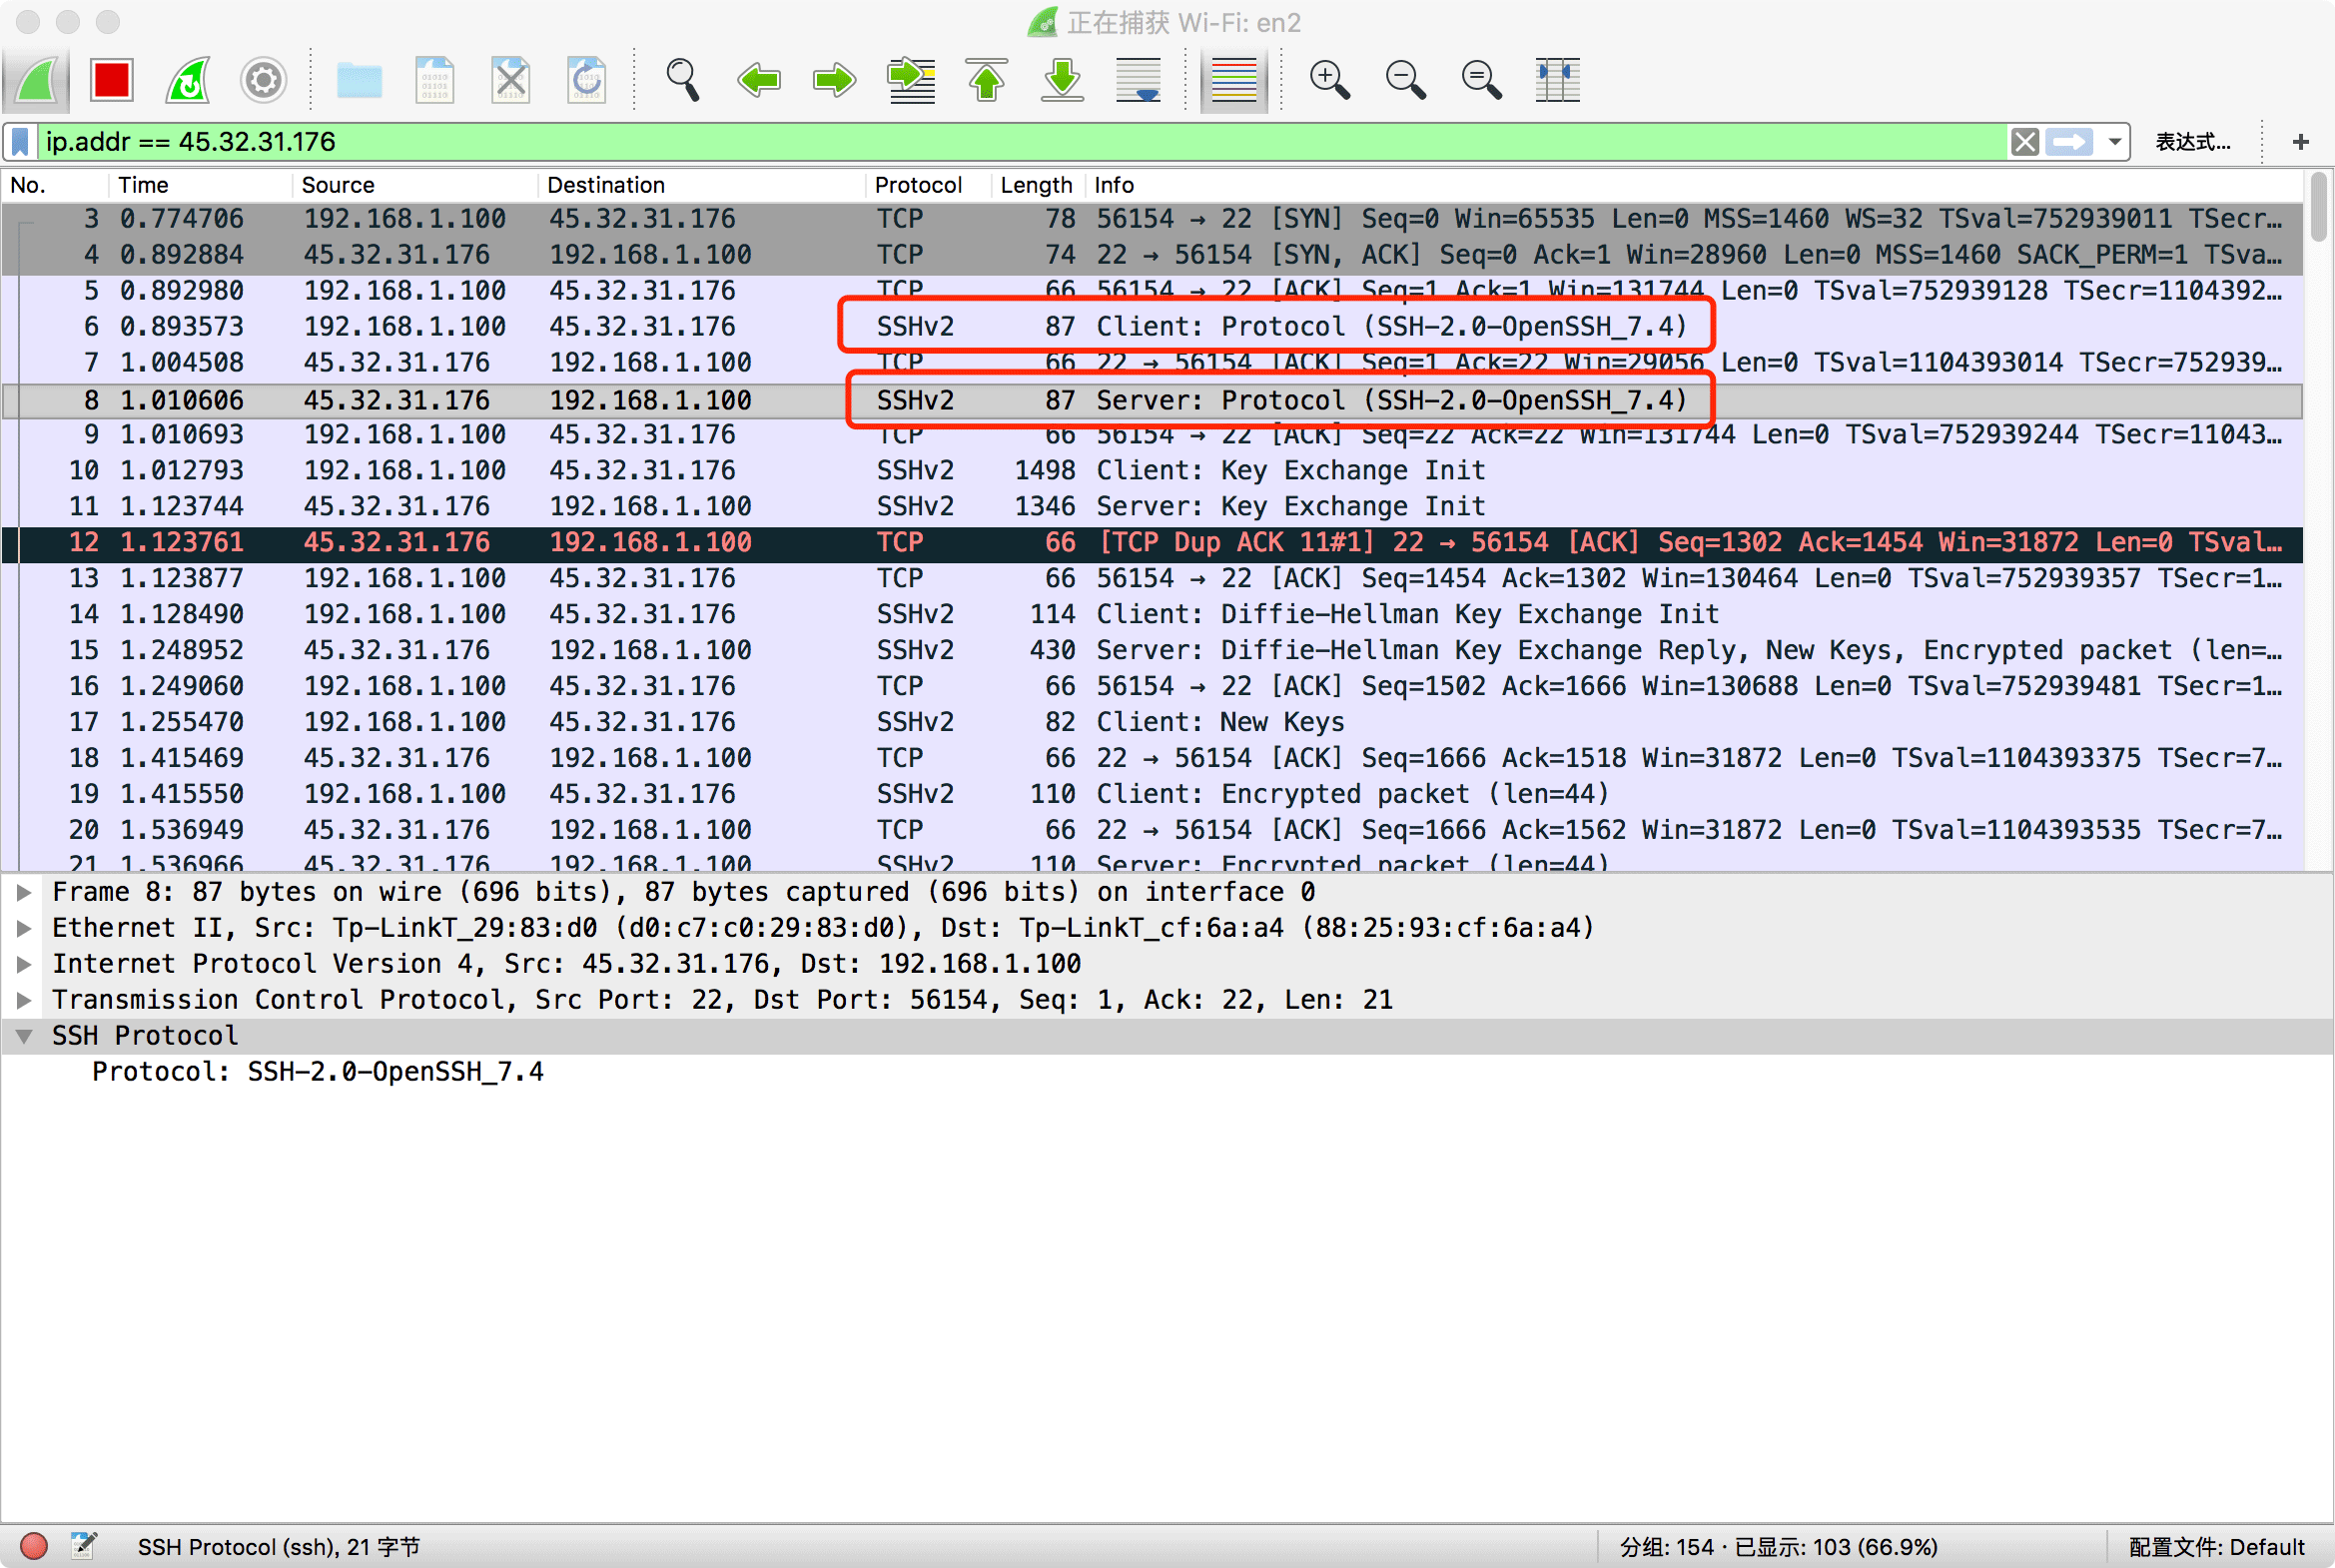 正在捕获 Wi-Fi: en2
ip.addr == 45.32.31.176 表达式… +
No. Time Source Destination Protocol Length Info
3 0.774706 192.168.1.100 45.32.31.176 TCP 78 56154 → 22 [SYN] Seq=0 Win=65535 Len=0 MSS=1460 WS=32 TSval=752939011 TSecr…
4 0.892884 45.32.31.176 192.168.1.100 TCP 74 22 → 56154 [SYN, ACK] Seq=0 Ack=1 Win=28960 Len=0 MSS=1460 SACK_PERM=1 TSva…
5 0.892980 192.168.1.100 45.32.31.176 TCP 66 56154 → 22 [ACK] Seq=1 Ack=1 Win=131744 Len=0 TSval=752939128 TSecr=1104392…
6 0.893573 192.168.1.100 45.32.31.176 SSHv2 87 Client: Protocol (SSH-2.0-OpenSSH_7.4)
7 1.004508 45.32.31.176 192.168.1.100 TCP 66 22 → 56154 [ACK] Seq=1 Ack=22 Win=29056 Len=0 TSval=1104393014 TSecr=752939…
8 1.010606 45.32.31.176 192.168.1.100 SSHv2 87 Server: Protocol (SSH-2.0-OpenSSH_7.4)
9 1.010693 192.168.1.100 45.32.31.176 TCP 66 56154 → 22 [ACK] Seq=22 Ack=22 Win=131744 Len=0 TSval=752939244 TSecr=11043…
10 1.012793 192.168.1.100 45.32.31.176 SSHv2 1498 Client: Key Exchange Init
11 1.123744 45.32.31.176 192.168.1.100 SSHv2 1346 Server: Key Exchange Init
12 1.123761 45.32.31.176 192.168.1.100 TCP 66 [TCP Dup ACK 11#1] 22 → 56154 [ACK] Seq=1302 Ack=1454 Win=31872 Len=0 TSval…
13 1.123877 192.168.1.100 45.32.31.176 TCP 66 56154 → 22 [ACK] Seq=1454 Ack=1302 Win=130464 Len=0 TSval=752939357 TSecr=1…
14 1.128490 192.168.1.100 45.32.31.176 SSHv2 114 Client: Diffie-Hellman Key Exchange Init
15 1.248952 45.32.31.176 192.168.1.100 SSHv2 430 Server: Diffie-Hellman Key Exchange Reply, New Keys, Encrypted packet (len=…
16 1.249060 192.168.1.100 45.32.31.176 TCP 66 56154 → 22 [ACK] Seq=1502 Ack=1666 Win=130688 Len=0 TSval=752939481 TSecr=1…
17 1.255470 192.168.1.100 45.32.31.176 SSHv2 82 Client: New Keys
18 1.415469 45.32.31.176 192.168.1.100 TCP 66 22 → 56154 [ACK] Seq=1666 Ack=1518 Win=31872 Len=0 TSval=1104393375 TSecr=7…
19 1.415550 192.168.1.100 45.32.31.176 SSHv2 110 Client: Encrypted packet (len=44)
20 1.536949 45.32.31.176 192.168.1.100 TCP 66 22 → 56154 [ACK] Seq=1666 Ack=1562 Win=31872 Len=0 TSval=1104393535 TSecr=7…
21 1.536966 45.32.31.176 192.168.1.100 SSHv2 110 Server: Encrypted packet (len=44)
Frame 8: 87 bytes on wire (696 bits), 87 bytes captured (696 bits) on interface 0
Ethernet II, Src: Tp-LinkT_29:83:d0 (d0:c7:c0:29:83:d0), Dst: Tp-LinkT_cf:6a:a4 (88:25:93:cf:6a:a4)
Internet Protocol Version 4, Src: 45.32.31.176, Dst: 192.168.1.100
Transmission Control Protocol, Src Port: 22, Dst Port: 56154, Seq: 1, Ack: 22, Len: 21
SSH Protocol
Protocol: SSH-2.0-OpenSSH_7.4
SSH Protocol (ssh), 21 字节 分组: 154 · 已显示: 103 (66.9%) 配置文件: Default